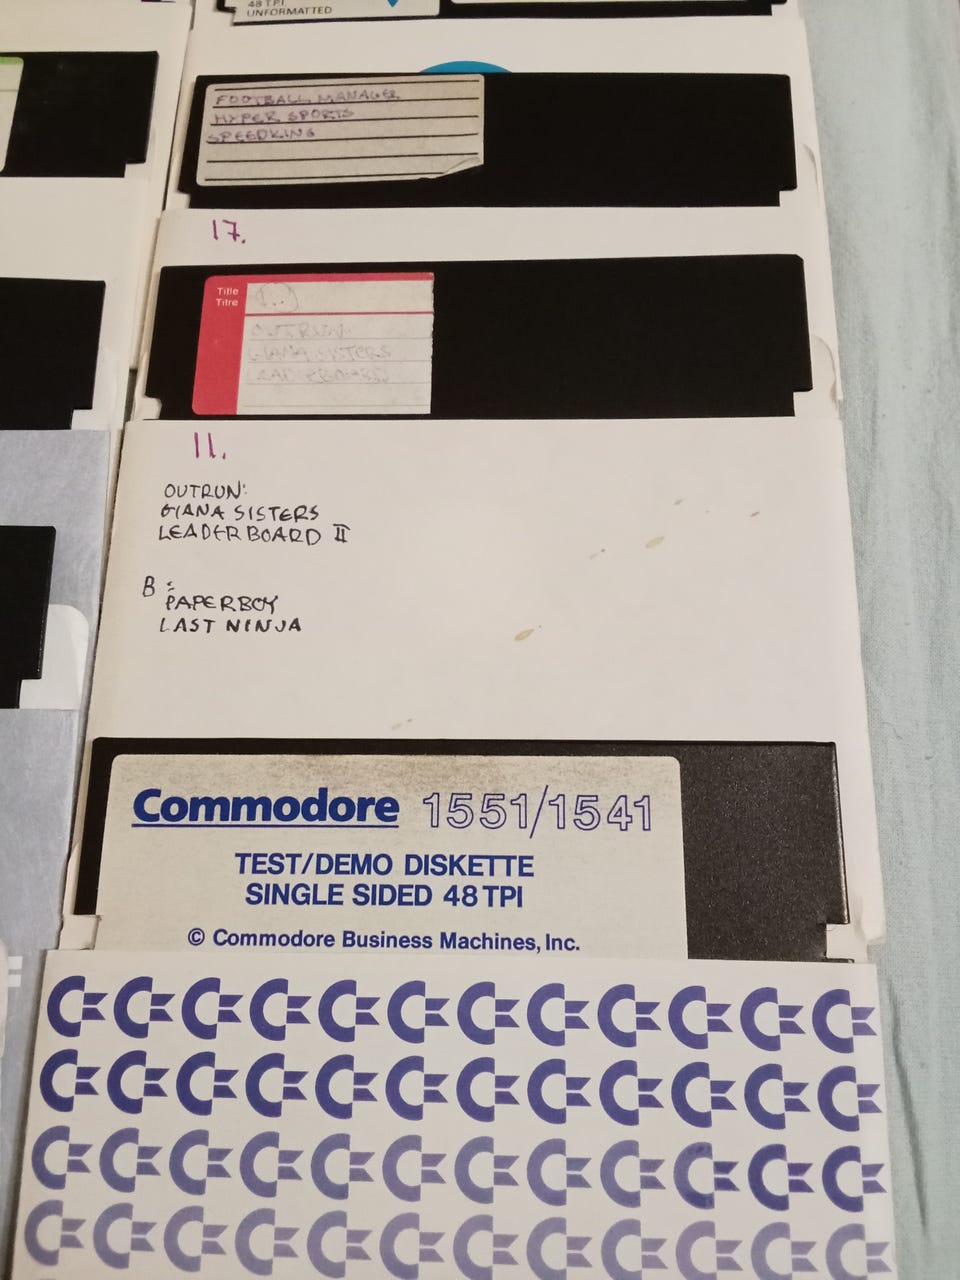 48 TPI
UNFORMATTED
FOOTBALL MANAGER
HYPER SPORTS
SPEEDKING
17.
Title
Titre
OUTRUN
GIANA SISTERS
LEADERBOARD
11.
OUTRUN:
GIANA SISTERS
LEADERBOARD II
B:
PAPERBOY
LAST NINJA
Commodore 1551/1541
TEST/DEMO DISKETTE
SINGLE SIDED 48 TPI
© Commodore Business Machines, Inc.